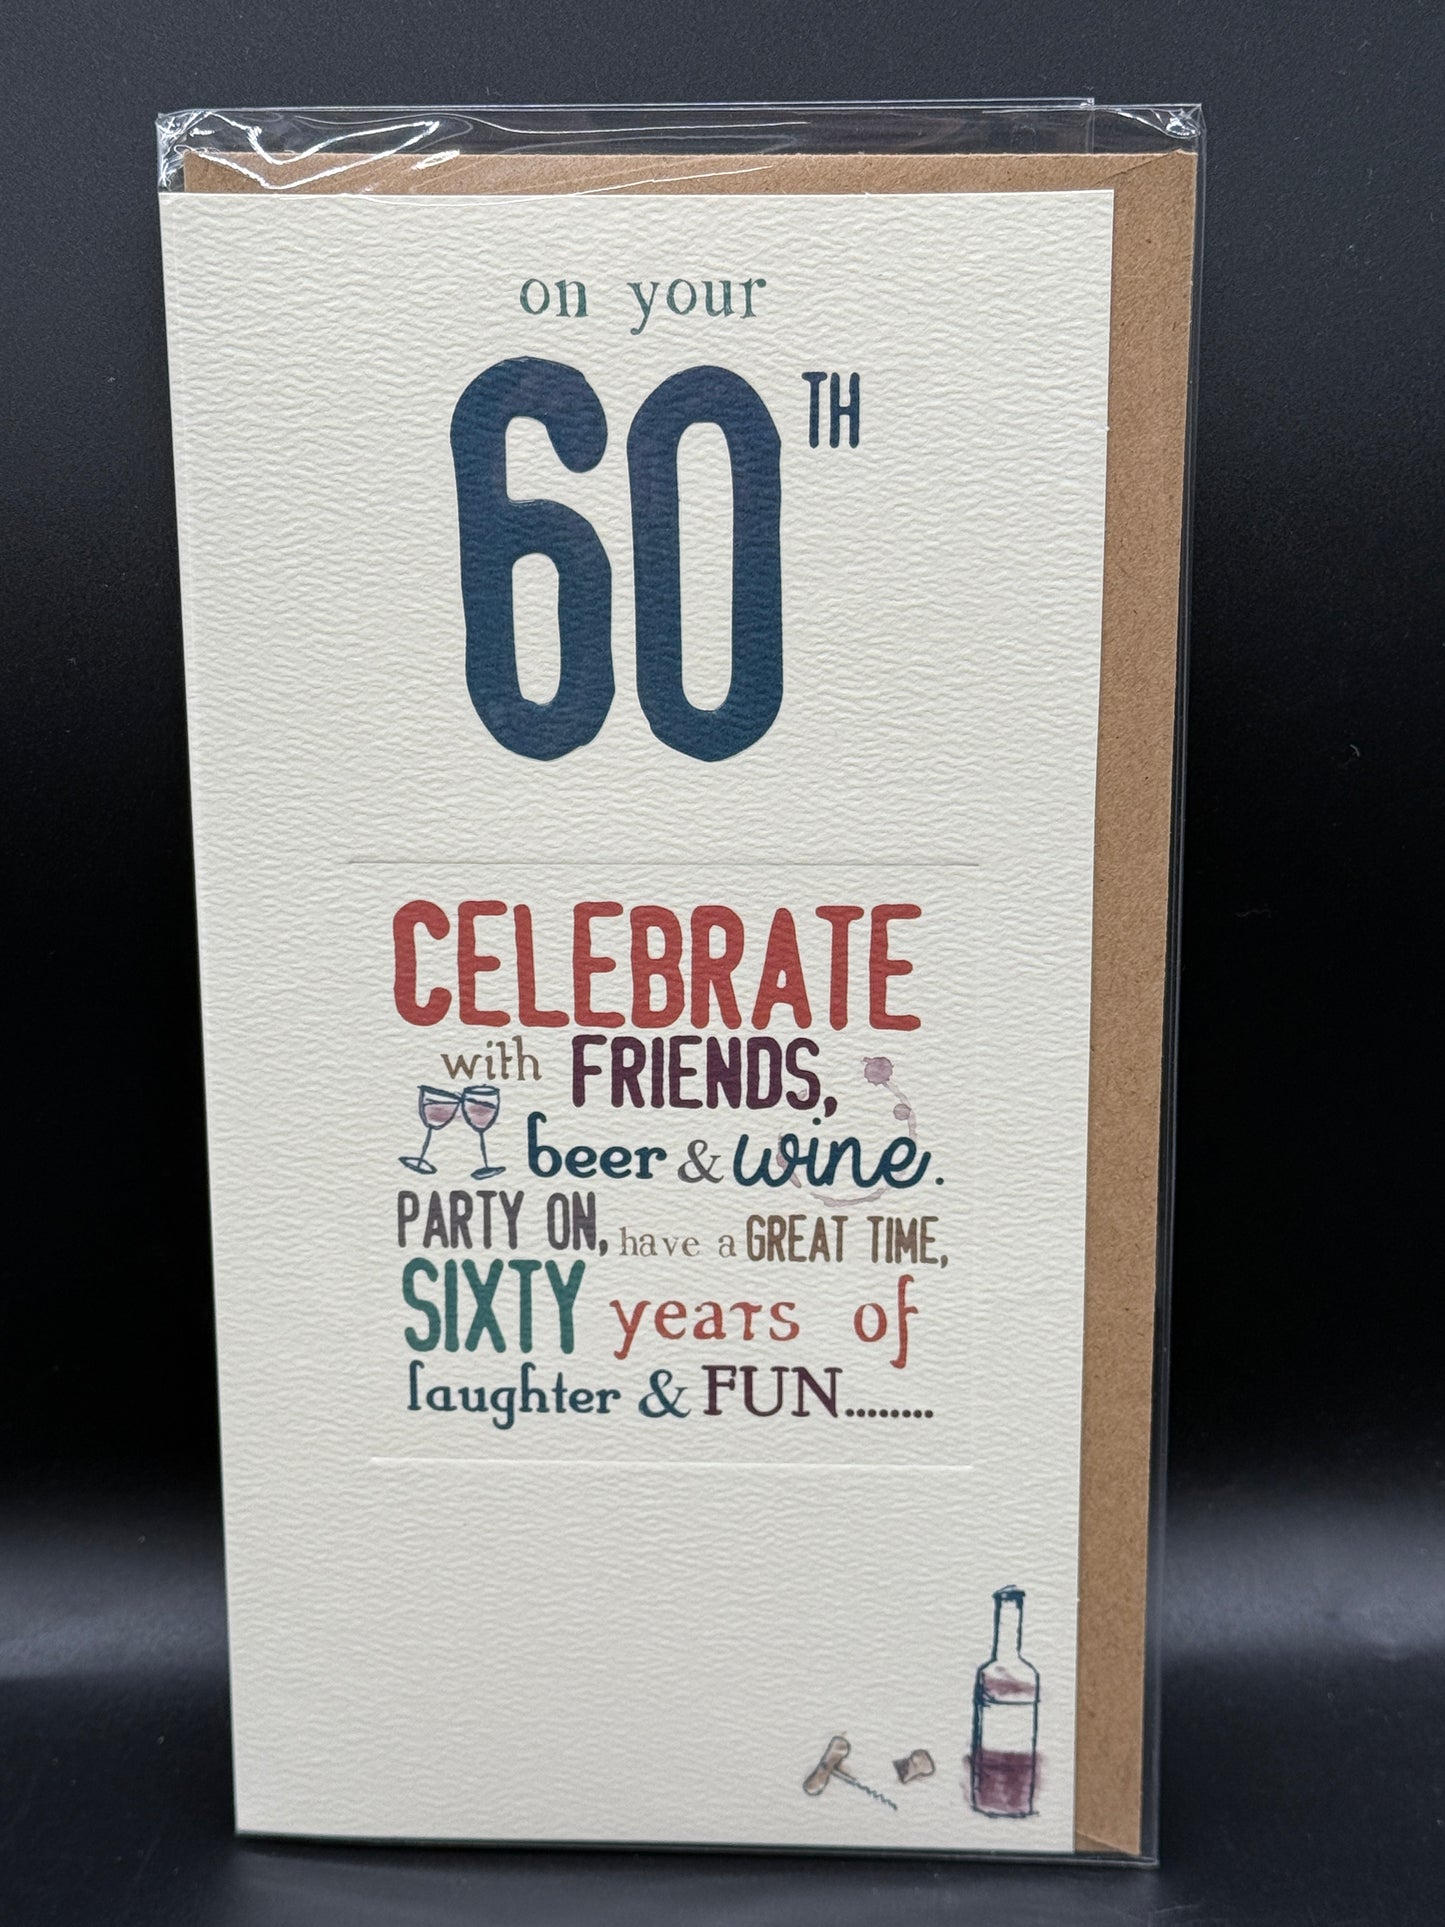 on your
60TH
CELEBRATE
with FRIENDS,
beer & wine.
PARTY ON, have a GREAT TIME,
SIXTY years of
laughter & FUN........